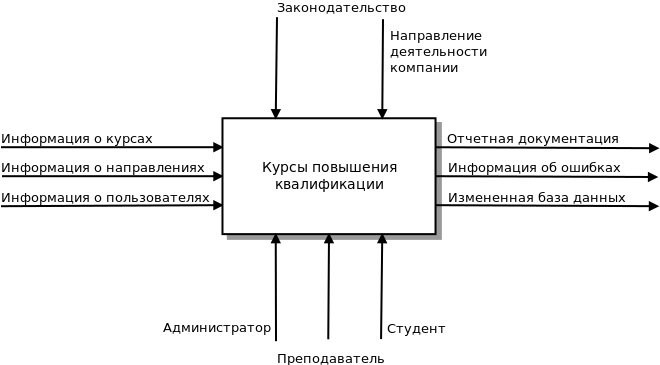 Законодательство
Направление
деятельности
компании
Информация о курсах
Информация о направлениях
Информация о пользователях
Курсы повышения
квалификации
Отчетная документация
Информация об ошибках
Измененная база данных
Администратор
Преподаватель
Студент